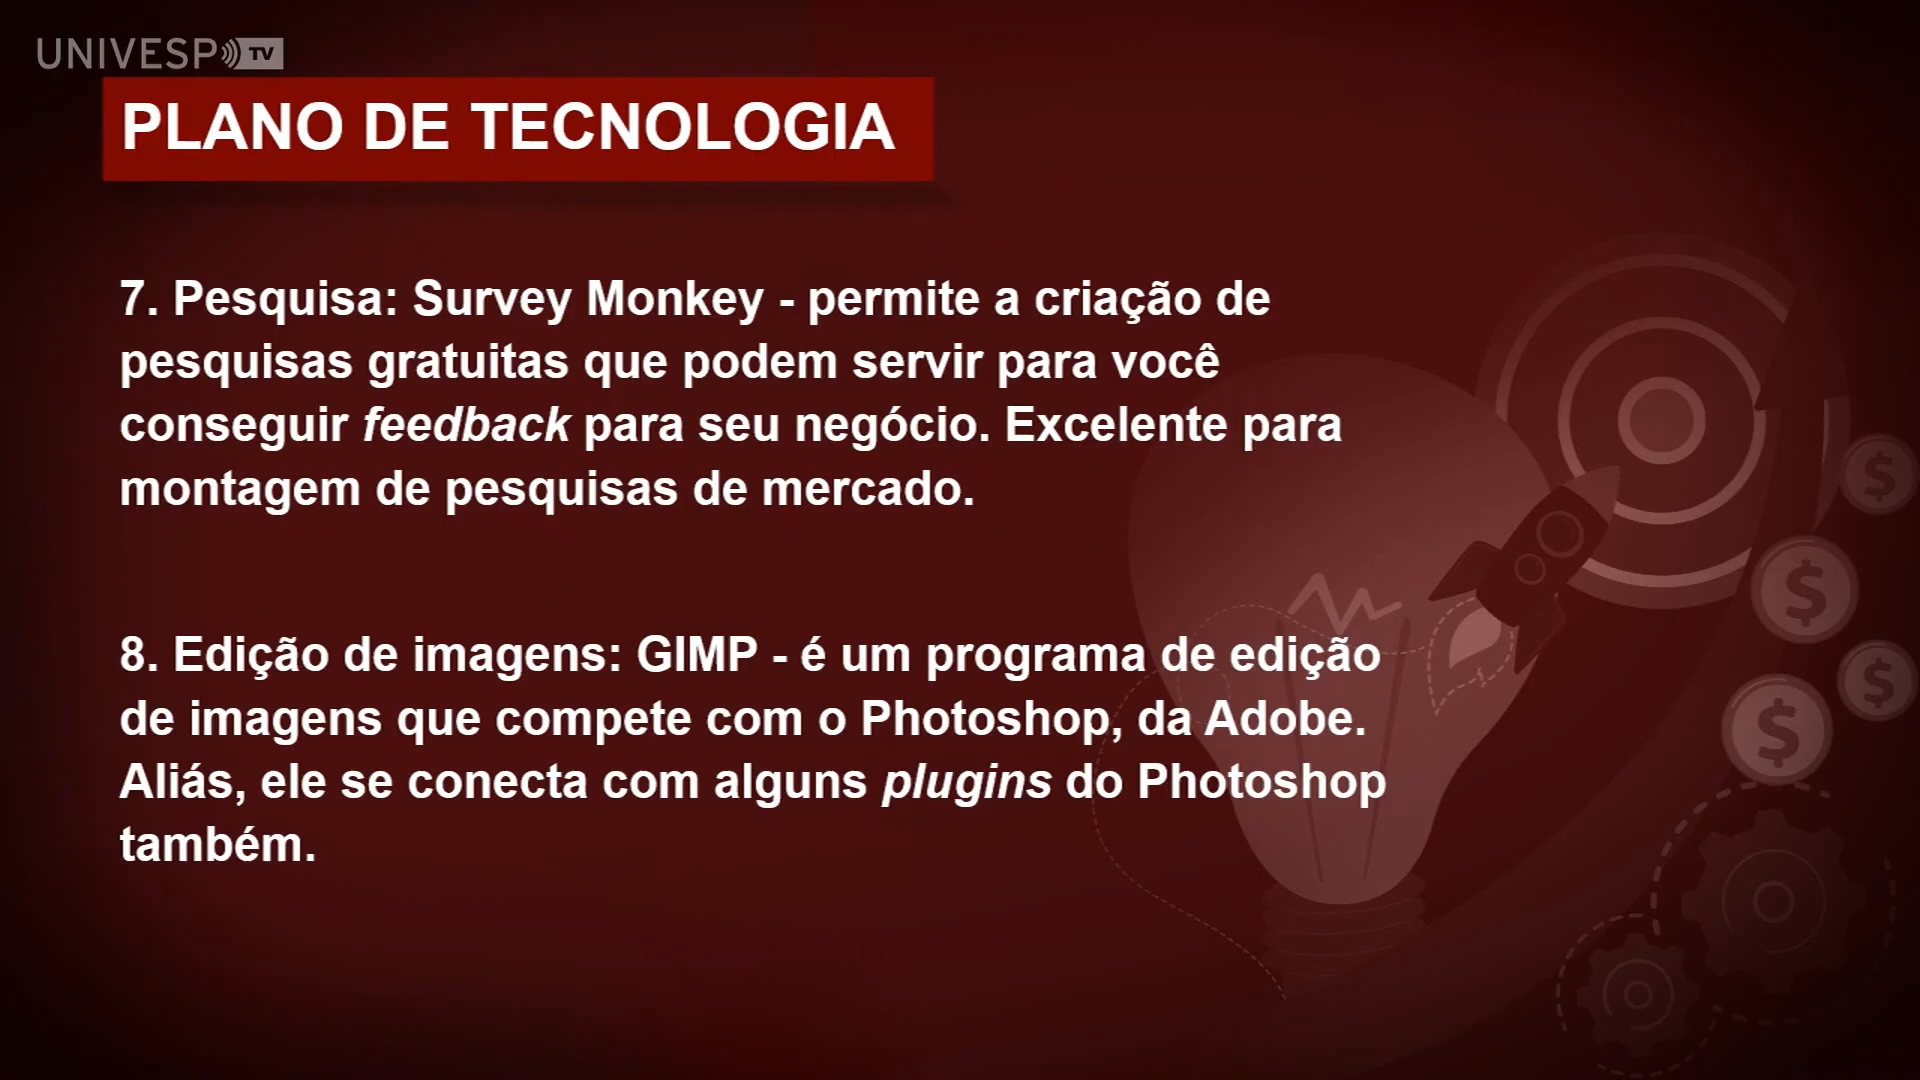 UNIVESP TV
PLANO DE TECNOLOGIA
7. Pesquisa: Survey Monkey - permite a criação de
pesquisas gratuitas que podem servir para você
conseguir feedback para seu negócio. Excelente para
montagem de pesquisas de mercado.
8. Edição de imagens: GIMP - é um programa de edição
de imagens que compete com o Photoshop, da Adobe.
Aliás, ele se conecta com alguns plugins do Photoshop
também.
$
$
$
$